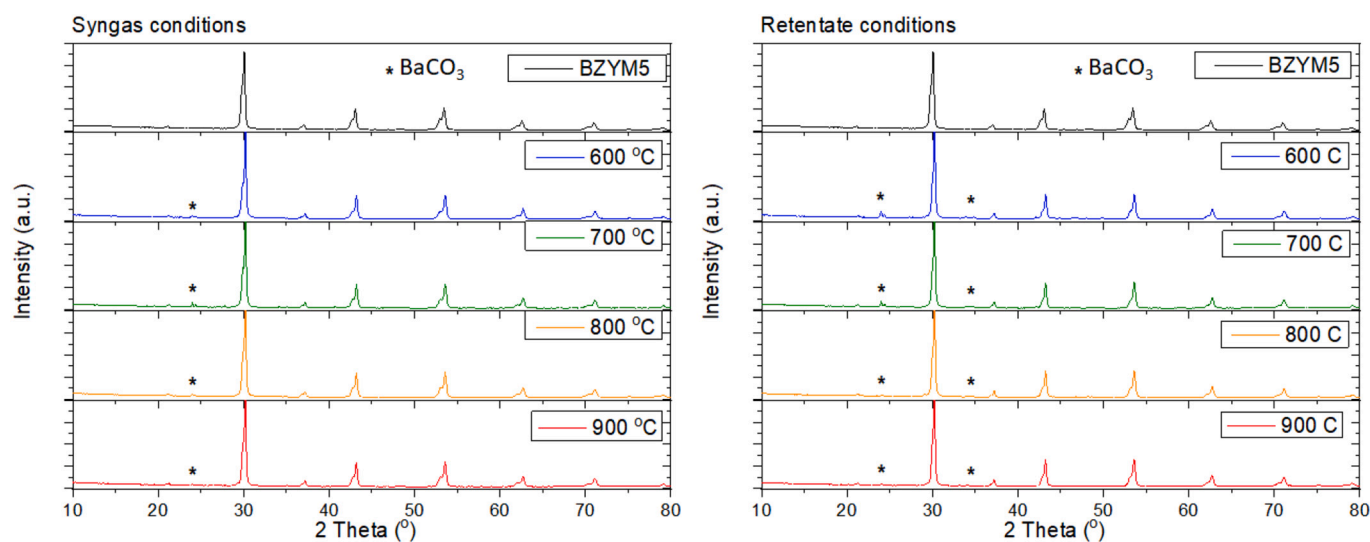 Syngas conditions
* BaCO₃
BZYM5
*
600 °C
*
700 °C
*
800 °C
*
900 °C
Intensity (a.u.)
10 20 30 40 50 60 70 80
2 Theta (°)
Retentate conditions
* BaCO₃
BZYM5
* *
600 C
* *
700 C
* *
800 C
* *
900 C
Intensity (a.u.)
10 20 30 40 50 60 70 80
2 Theta (°)